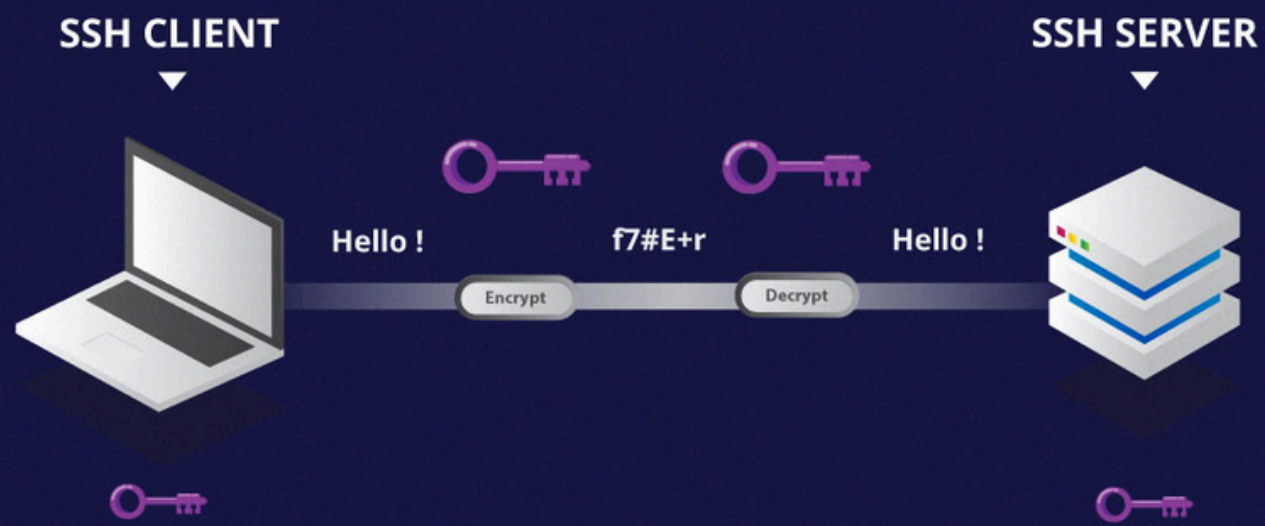 SSH CLIENT
SSH SERVER
Hello !
f7#E+r
Hello !
Encrypt
Decrypt